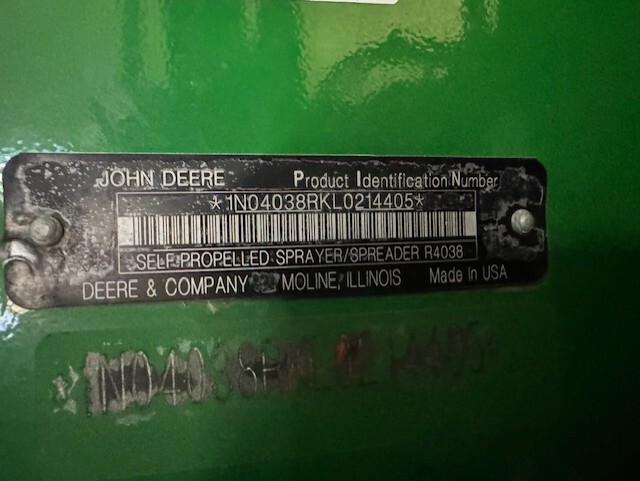 JOHN DEERE Product Identification Number
*1N04038RKL0214405*
SELF-PROPELLED SPRAYER/SPREADER R4038
DEERE & COMPANY MOLINE, ILLINOIS Made In USA